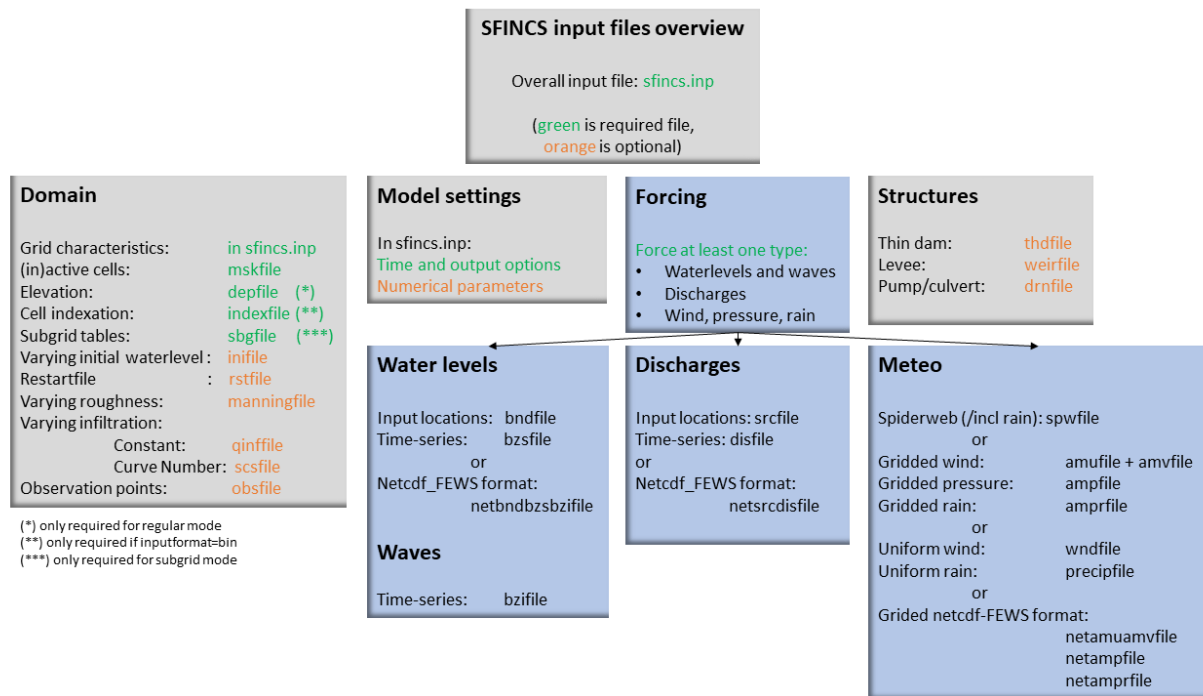 SFINCS input files overview
Overall input file: sfincs.inp
(green is required file,
orange is optional)
Domain
Grid characteristics: in sfincs.inp
(in)active cells: mskfile
Elevation: depfile (*)
Cell indexation: indexfile (**)
Subgrid tables: sbgfile (***)
Varying initial waterlevel : inifile
Restartfile : rstfile
Varying roughness: manningfile
Varying infiltration:
Constant: qinffile
Curve Number: scsfile
Observation points: obsfile
(*) only required for regular mode
(**) only required if inputformat=bin
(***) only required for subgrid mode
Model settings
In sfincs.inp:
Time and output options
Numerical parameters
Forcing
Force at least one type:
• Waterlevels and waves
• Discharges
• Wind, pressure, rain
Structures
Thin dam: thdfile
Levee: weirfile
Pump/culvert: drnfile
Water levels
Input locations: bndfile
Time-series: bzsfile
or
Netcdf_FEWS format:
netbndbzsbzifile
Waves
Time-series: bzifile
Discharges
Input locations: srcfile
Time-series: disfile
or
Netcdf_FEWS format:
netsrcdisfile
Meteo
Spiderweb (/incl rain): spwfile
or
Gridded wind: amufile + amvfile
Gridded pressure: ampfile
Gridded rain: amprfile
or
Uniform wind: wndfile
Uniform rain: precipfile
or
Grided netcdf-FEWS format:
netamuamvfile
netampfile
netamprfile